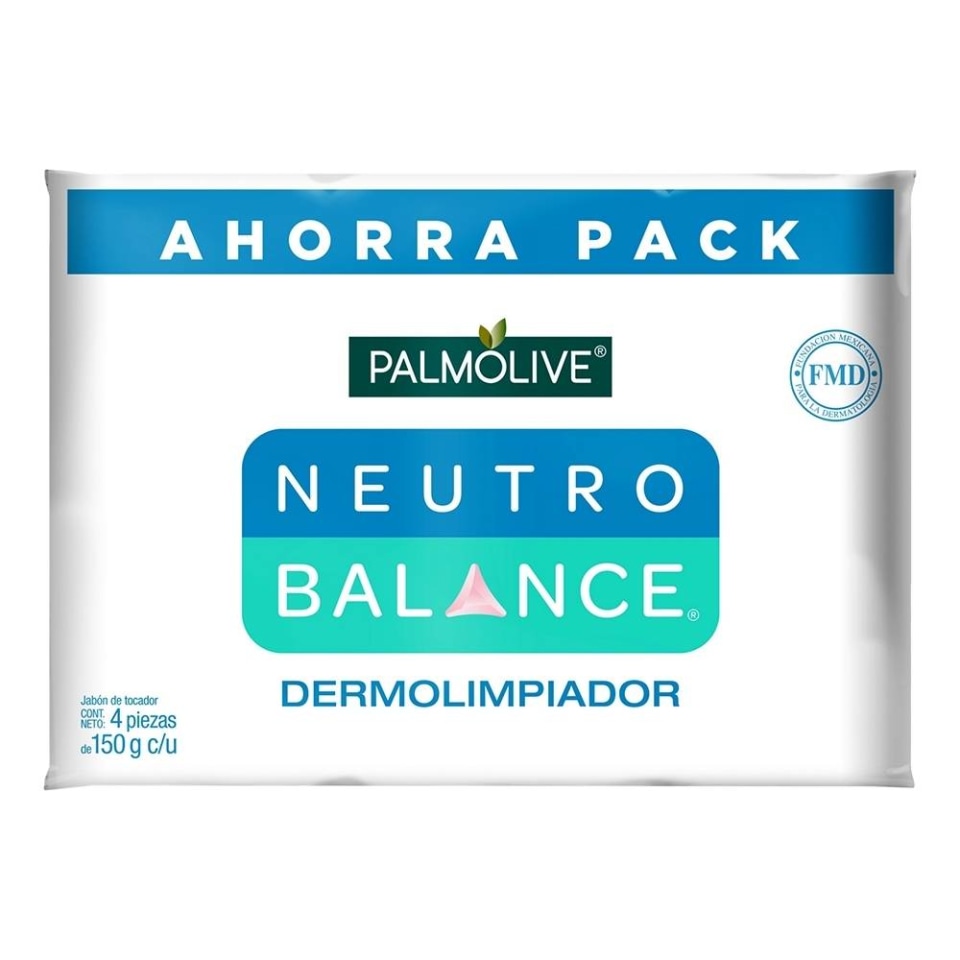 AHORRA PACK
PALMOLIVE®
FUNDACION MEXICANA
FMD
PARA LA DERMATOLOGIA
NEUTRO
BALANCE®
DERMOLIMPIADOR
Jabón de tocador
CONT. NETO: 4 piezas
de 150 g c/u